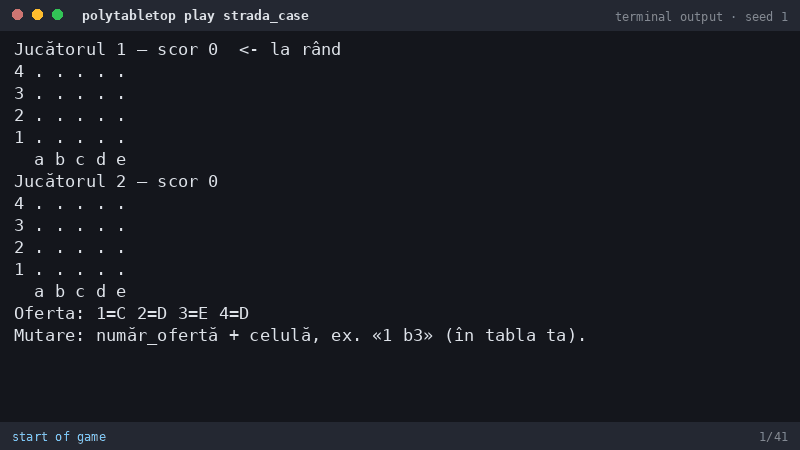 polytabletop play strada_case
terminal output · seed 1
Jucătorul 1 — scor 0  <- la rând
4 . . . . .
3 . . . . .
2 . . . . .
1 . . . . .
  a b c d e
Jucătorul 2 — scor 0
4 . . . . .
3 . . . . .
2 . . . . .
1 . . . . .
  a b c d e
Oferta: 1=C 2=D 3=E 4=D
Mutare: număr_ofertă + celulă, ex. «1 b3» (în tabla ta).
start of game
1/41